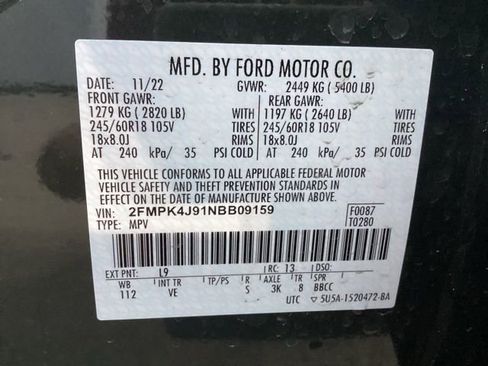 MFD. BY FORD MOTOR CO.
DATE: 11/22 GVWR: 2449 KG ( 5400 LB)
FRONT GAWR: REAR GAWR:
1279 KG ( 2820 LB) WITH 1197 KG ( 2640 LB) WITH
245/60R18 105V TIRES 245/60R18 105V TIRES
18x8.0J RIMS 18x8.0J RIMS
AT 240 kPa/ 35 PSI COLD AT 240 kPa/ 35 PSI COLD
THIS VEHICLE CONFORMS TO ALL APPLICABLE FEDERAL MOTOR
VEHICLE SAFETY AND THEFT PREVENTION STANDARDS IN
EFFECT ON THE DATE OF MANUFACTURE SHOWN ABOVE.
VIN: 2FMPK4J91NBB09159 F0087
TYPE: MPV T0280
EXT PNT: L9 RC: 13 DSO:
WB INT TR TP/PS R AXLE TR SPR
112 VE S 3K 8 BBCC
UTC 5U5A-1520472-BA